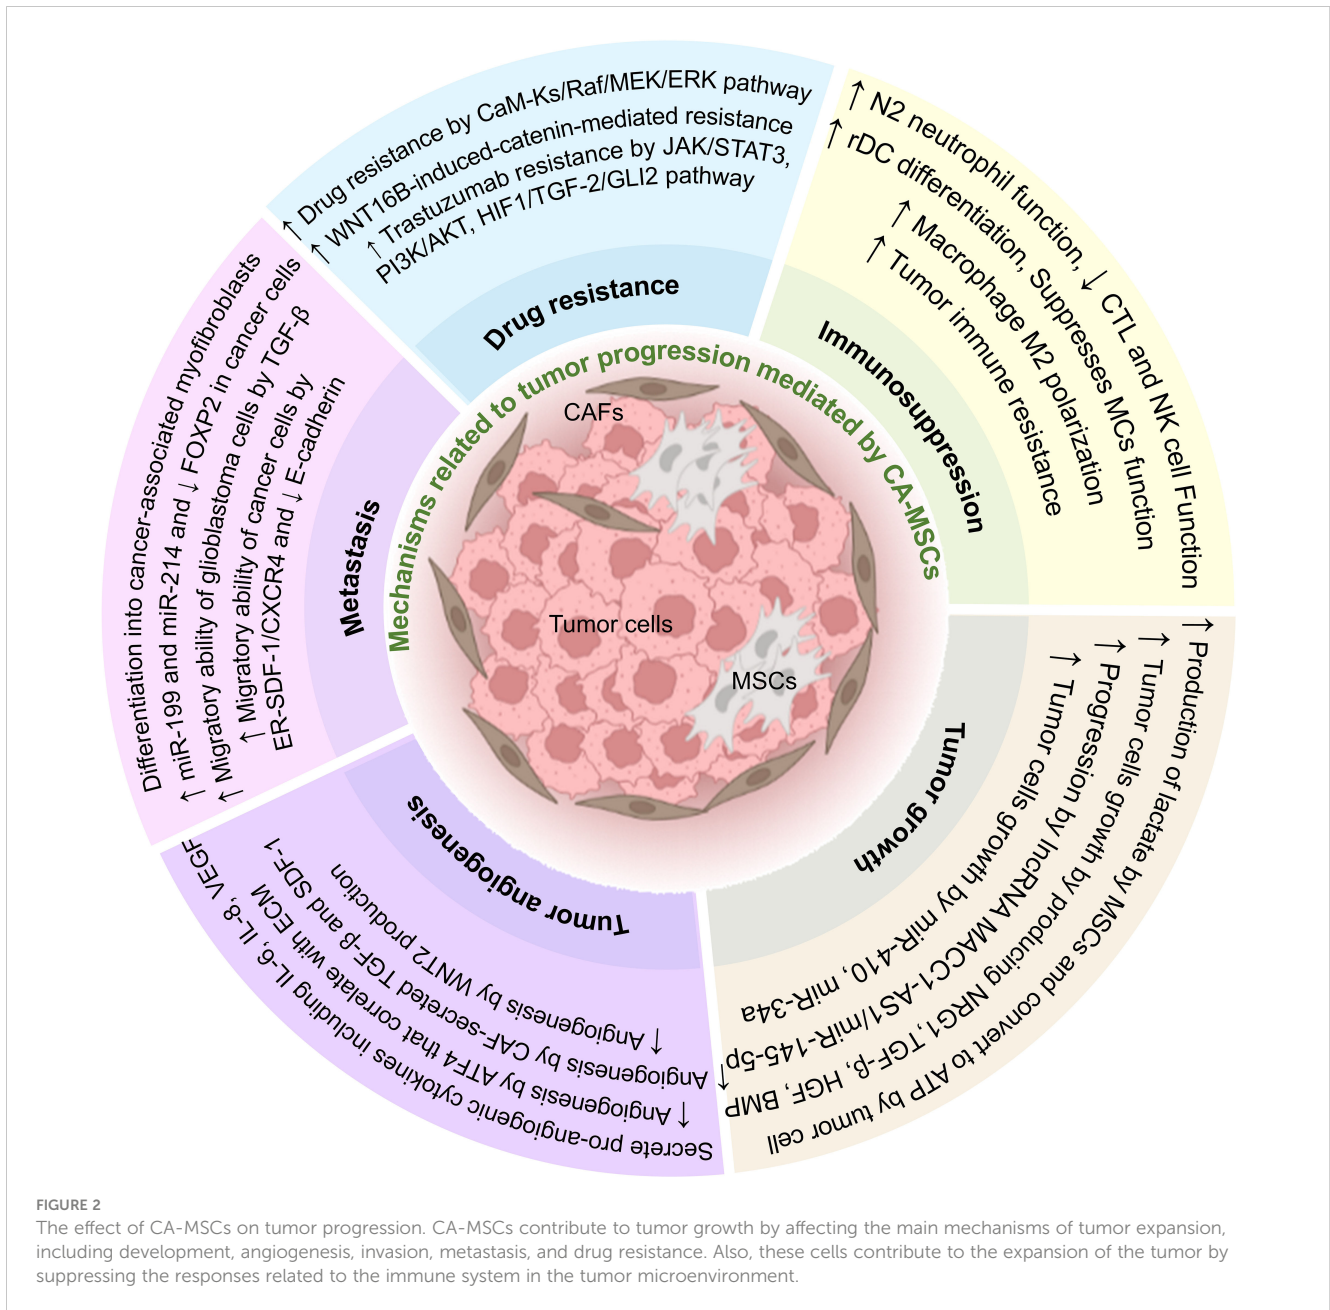 ↑ Drug resistance by CaM-Ks/Raf/MEK/ERK pathway
↑ WNT16B-induced-catenin-mediated resistance
↑ Trastuzumab resistance by JAK/STAT3,
PI3K/AKT, HIF1/TGF-2/GLI2 pathway
Drug resistance
↑ N2 neutrophil function, ↓ CTL and NK cell Function
↑ rDC differentiation, Suppresses MCs function
↑ Macrophage M2 polarization
↑ Tumor immune resistance
Immunosuppression
↑ Production of lactate by MSCs and convert to ATP by tumor cell
↑ Tumor cells growth by producing NRG1,TGF-β, HGF, BMP
↑ Progression by lncRNA MACC1-AS1/miR-145-5p
↑ Tumor cells growth by miR-410, miR-34a
Tumor growth
Secrete pro-angiogenic cytokines including IL-6, IL-8, VEGF
↑ Angiogenesis by ATF4 that correlate with ECM
↑ Angiogenesis by CAF-secreted TGF-β and SDF-1
↑ Angiogenesis by WNT2 production
Tumor angiogenesis
Differentiation into cancer-associated myofibroblasts
↑ miR-199 and miR-214 and ↓ FOXP2 in cancer cells
↑ Migratory ability of glioblastoma cells by TGF-β
↑ Migratory ability of cancer cells by
ER-SDF-1/CXCR4 and ↓ E-cadherin
Metastasis
Mechanisms related to tumor progression mediated by CA-MSCs
CAFs
Tumor cells
MSCs
FIGURE 2
The effect of CA-MSCs on tumor progression. CA-MSCs contribute to tumor growth by affecting the main mechanisms of tumor expansion,
including development, angiogenesis, invasion, metastasis, and drug resistance. Also, these cells contribute to the expansion of the tumor by
suppressing the responses related to the immune system in the tumor microenvironment.